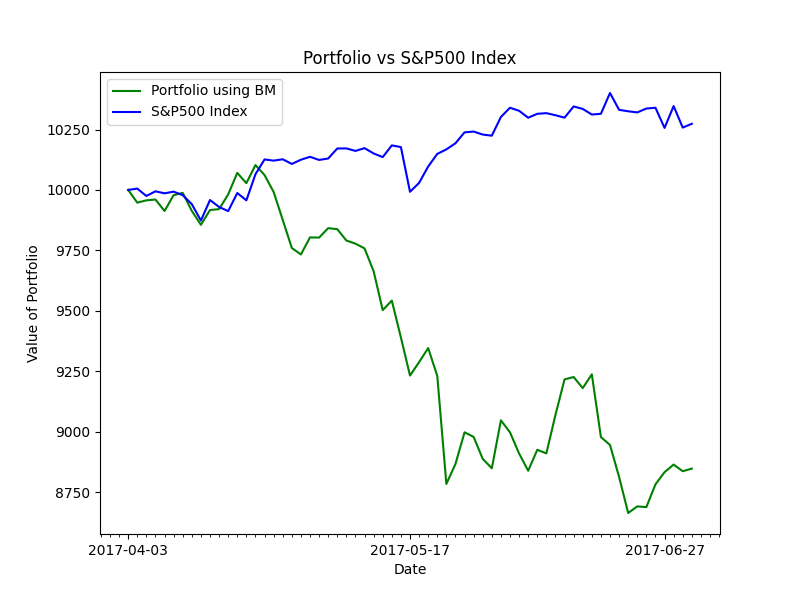 Portfolio vs S&P500 Index
Portfolio using BM
S&P500 Index
10250
10000
9750
9500
9250
9000
8750
Value of Portfolio
2017-04-03
2017-05-17
2017-06-27
Date